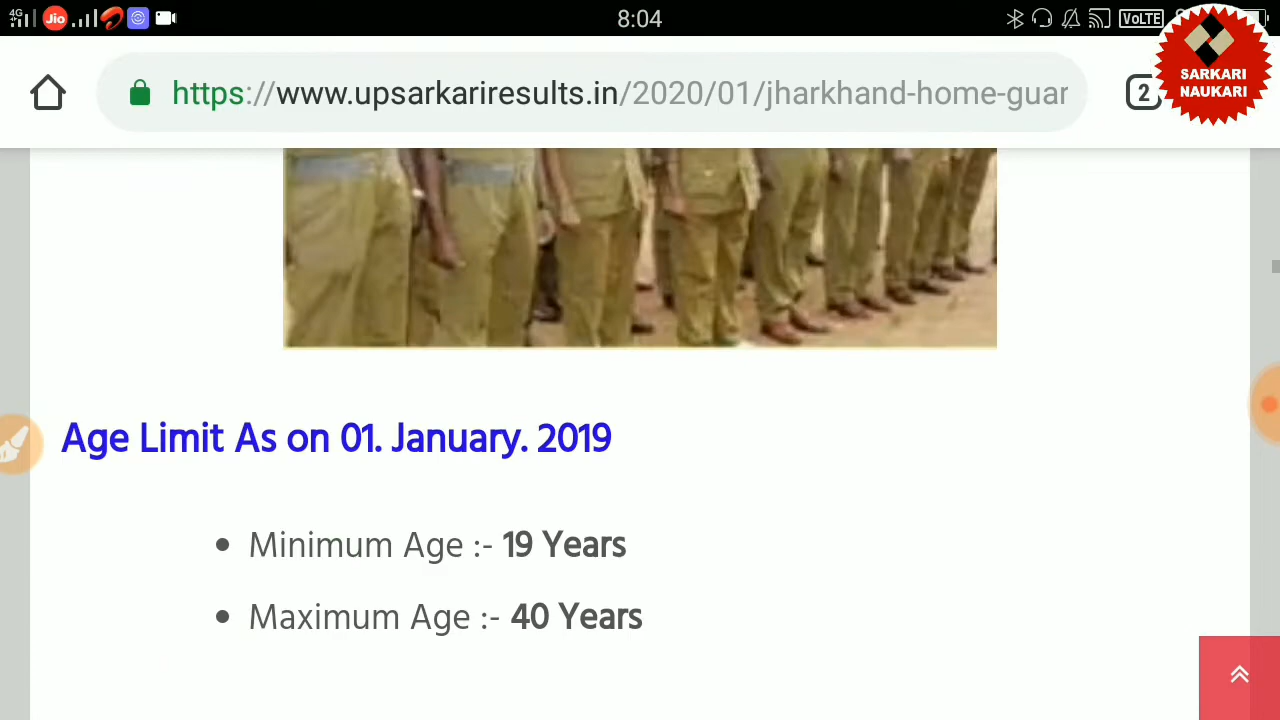 4G
Jio
8:04
VoLTE
https://www.upsarkariresults.in/2020/01/jharkhand-home-guar
2
SARKARI
NAUKARI
Age Limit As on 01. January. 2019
• Minimum Age :- 19 Years
• Maximum Age :- 40 Years